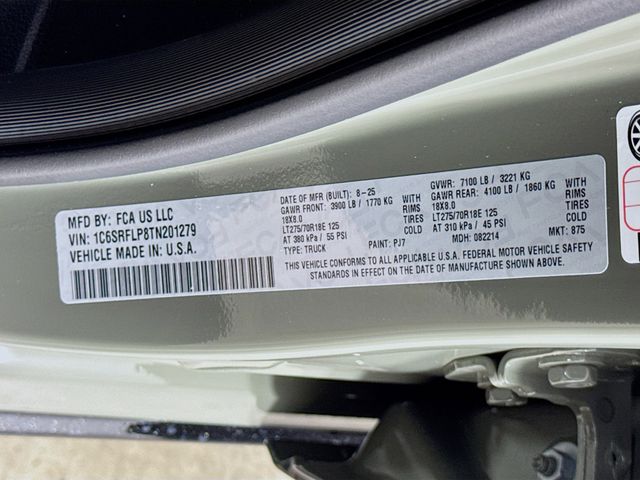 MFD BY: FCA US LLC
VIN: 1C6SRFLP8TN201279
VEHICLE MADE IN: U.S.A.
DATE OF MFR (BUILT): 8-25
GAWR FRONT: 3900 LB / 1770 KG WITH
18X8.0 RIMS
LT275/70R18E 125 TIRES
AT 380 kPa / 55 PSI COLD
TYPE: TRUCK PAINT: PJ7
GVWR: 7100 LB / 3221 KG
GAWR REAR: 4100 LB / 1860 KG WITH
18X8.0 RIMS
LT275/70R18E 125 TIRES
AT 310 kPa / 45 PSI COLD
MDH: 082214 MKT: 875
THIS VEHICLE CONFORMS TO ALL APPLICABLE U.S.A. FEDERAL MOTOR VEHICLE SAFETY
STANDARDS IN EFFECT ON THE DATE OF MANUFACTURE SHOWN ABOVE